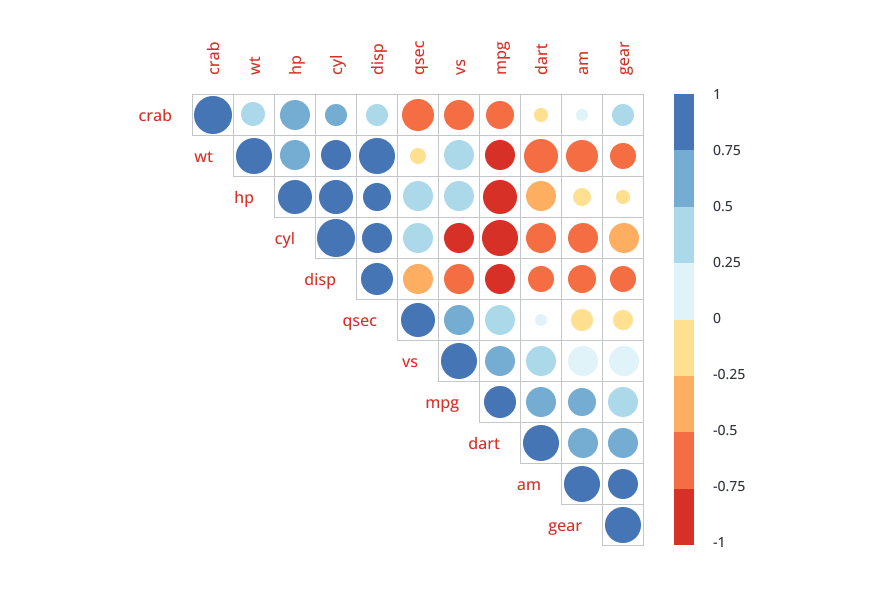 crab
wt
hp
cyl
disp
qsec
vs
mpg
dart
am
gear
crab
wt
hp
cyl
disp
qsec
vs
mpg
dart
am
gear
1
0.75
0.5
0.25
0
-0.25
-0.5
-0.75
-1